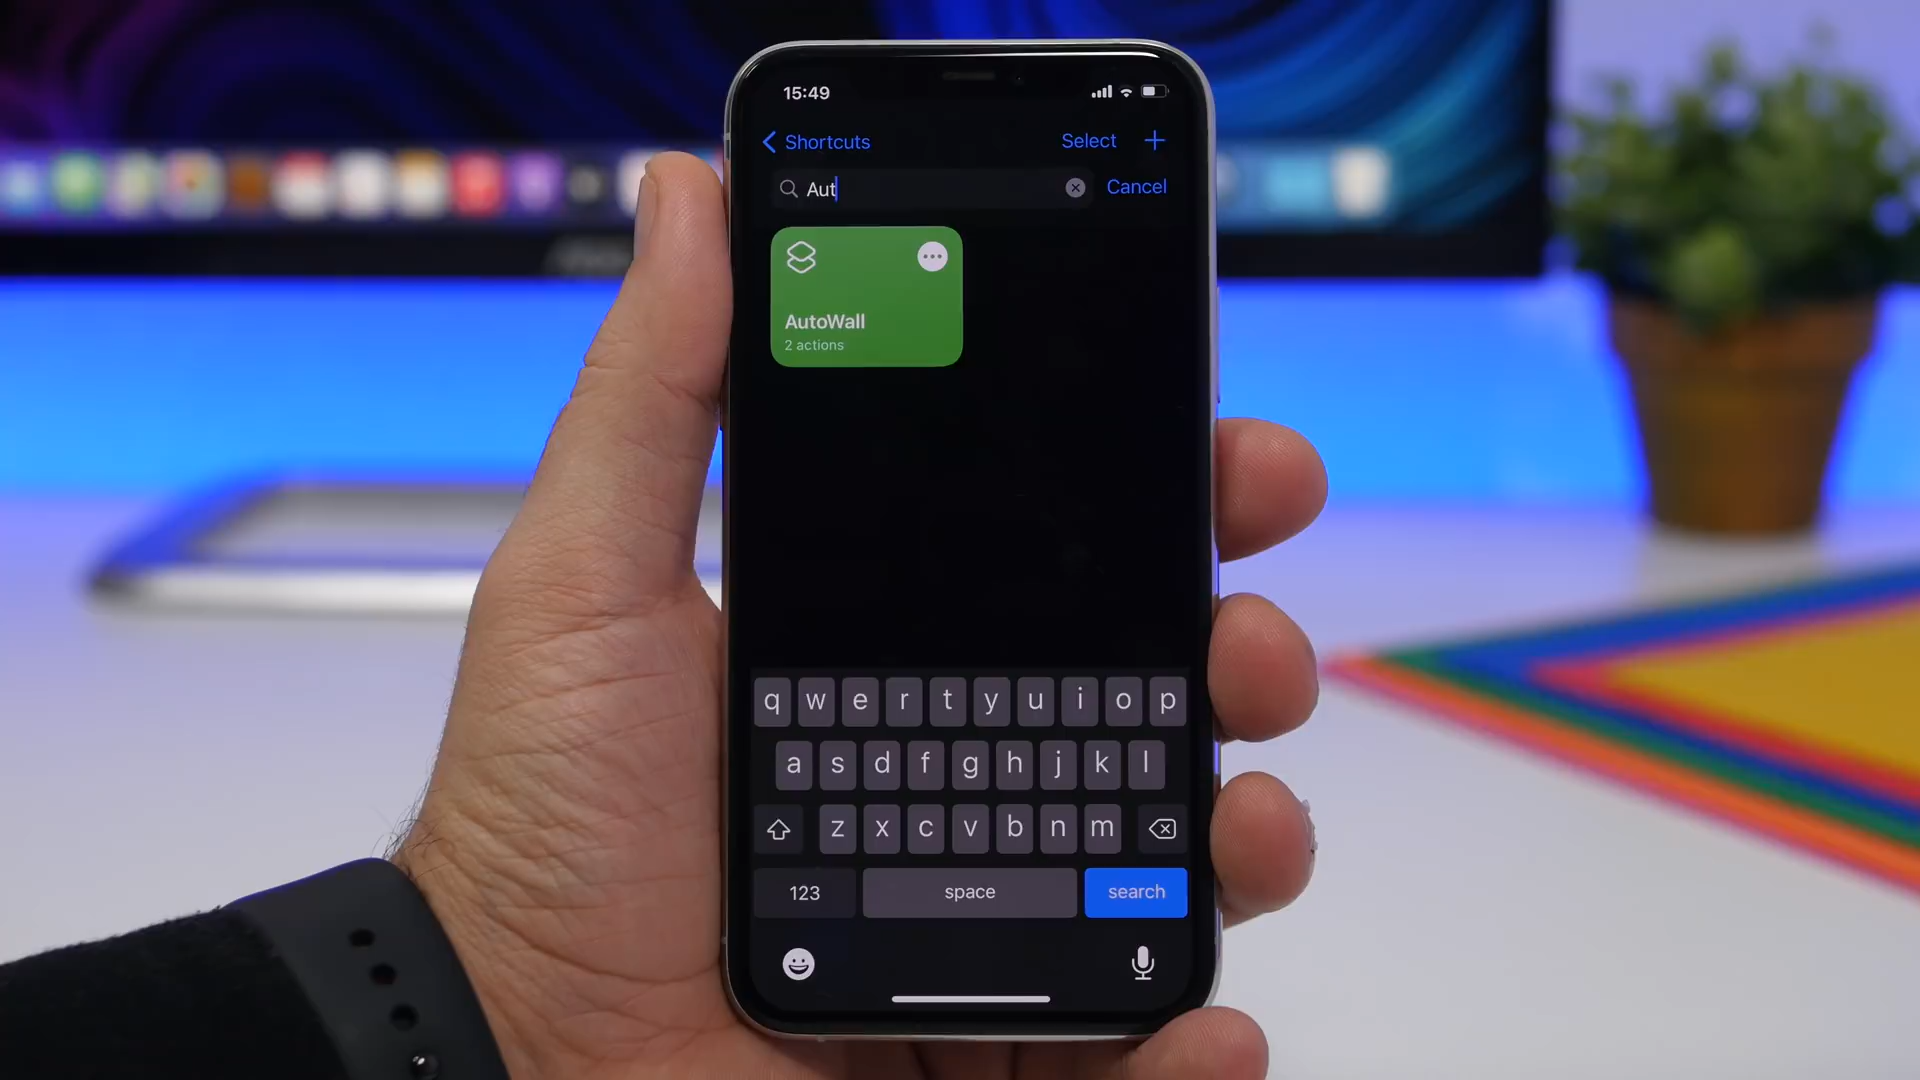 15:49
Shortcuts Select
Aut Cancel
AutoWall
2 actions
q w e r t y u i o p
a s d f g h j k l
z x c v b n m
123 space search